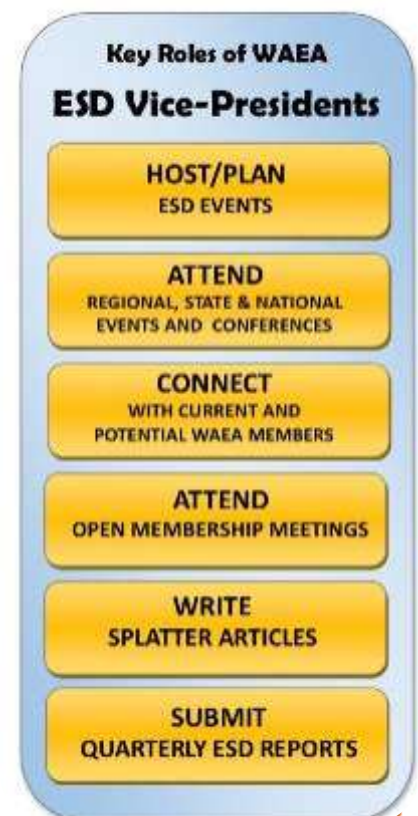 Key Roles of WAEA
ESD Vice-Presidents
HOST/PLAN
ESD EVENTS
ATTEND
REGIONAL, STATE & NATIONAL
EVENTS AND CONFERENCES
CONNECT
WITH CURRENT AND
POTENTIAL WAEA MEMBERS
ATTEND
OPEN MEMBERSHIP MEETINGS
WRITE
SPLATTER ARTICLES
SUBMIT
QUARTERLY ESD REPORTS